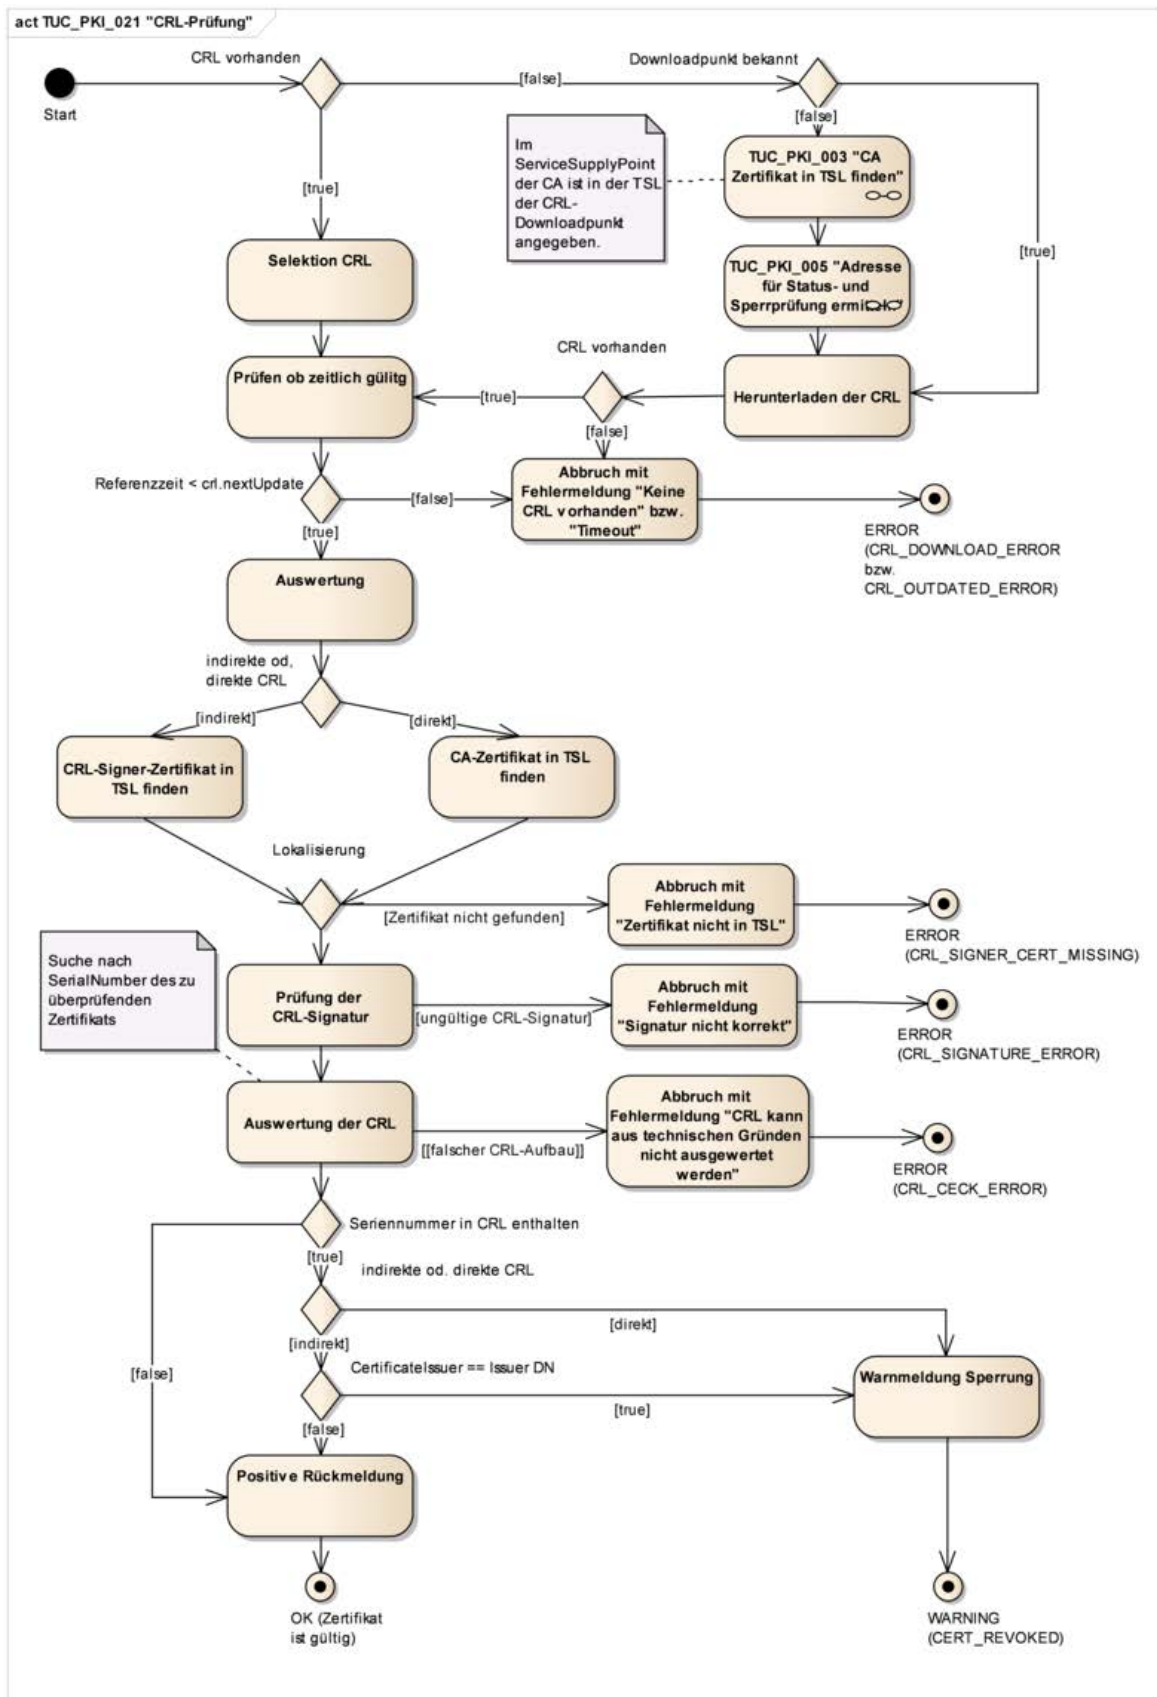 act TUC_PKI_021 "CRL-Prüfung"
CRL vorhanden
Downloadpunkt bekannt
[false]
Start
[false]
Im
ServiceSupplyPoint
der CA ist in der TSL
der CRL-
Downloadpunkt
angegeben.
TUC_PKI_003 "CA
Zertifikat in TSL finden"
[true]
[true]
Selektion CRL
TUC_PKI_005 "Adresse
für Status- und
Sperrprüfung
CRL vorhanden
Prüfen ob zeitlich gülitg
[true]
Herunterladen der CRL
[false]
Referenzzeit < crl.nextUpdate
[false]
Abbruch mit
Fehlermeldung "Keine
CRL vorhanden" bzw.
"Timeout"
[true]
ERROR
(CRL_DOWNLOAD_ERROR
bzw.
CRL_OUTDATED_ERROR)
Auswertung
indirekte od,
direkte CRL
[indirekt]
[direkt]
CRL-Signer-Zertifikat in
TSL finden
CA-Zertifikat in TSL
finden
Lokalisierung
[Zertifikat nicht gefunden]
Abbruch mit
Fehlermeldung
"Zertifikat nicht in TSL"
ERROR
(CRL_SIGNER_CERT_MISSING)
Suche nach
SerialNumber des zu
überprüfenden
Zertifikats
Prüfung der
CRL-Signatur
[ungültige CRL-Signatur]
Abbruch mit
Fehlermeldung
"Signatur nicht korrekt"
ERROR
(CRL_SIGNATURE_ERROR)
Auswertung der CRL
[[falscher CRL-Aufbau]]
Abbruch mit
Fehlermeldung "CRL kann
aus technischen Gründen
nicht ausgewertet
werden"
ERROR
(CRL_CECK_ERROR)
Seriennummer in CRL enthalten
[true]
indirekte od. direkte CRL
[direkt]
[indirekt]
[false]
CertificateIssuer == Issuer DN
Warnmeldung Sperrung
[true]
[false]
Positive Rückmeldung
OK (Zertifikat
ist gültig)
WARNING
(CERT_REVOKED)